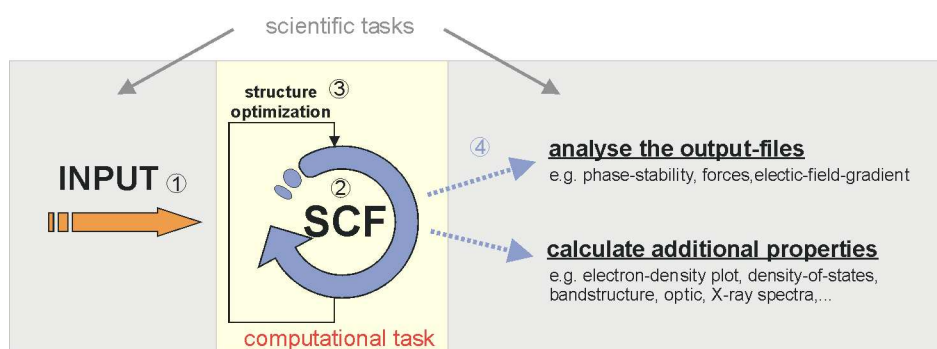 scientific tasks
structure ③
optimization
INPUT ①
②
SCF
computational task
④
analyse the output-files
e.g. phase-stability, forces,electic-field-gradient
calculate additional properties
e.g. electron-density plot, density-of-states,
bandstructure, optic, X-ray spectra,...